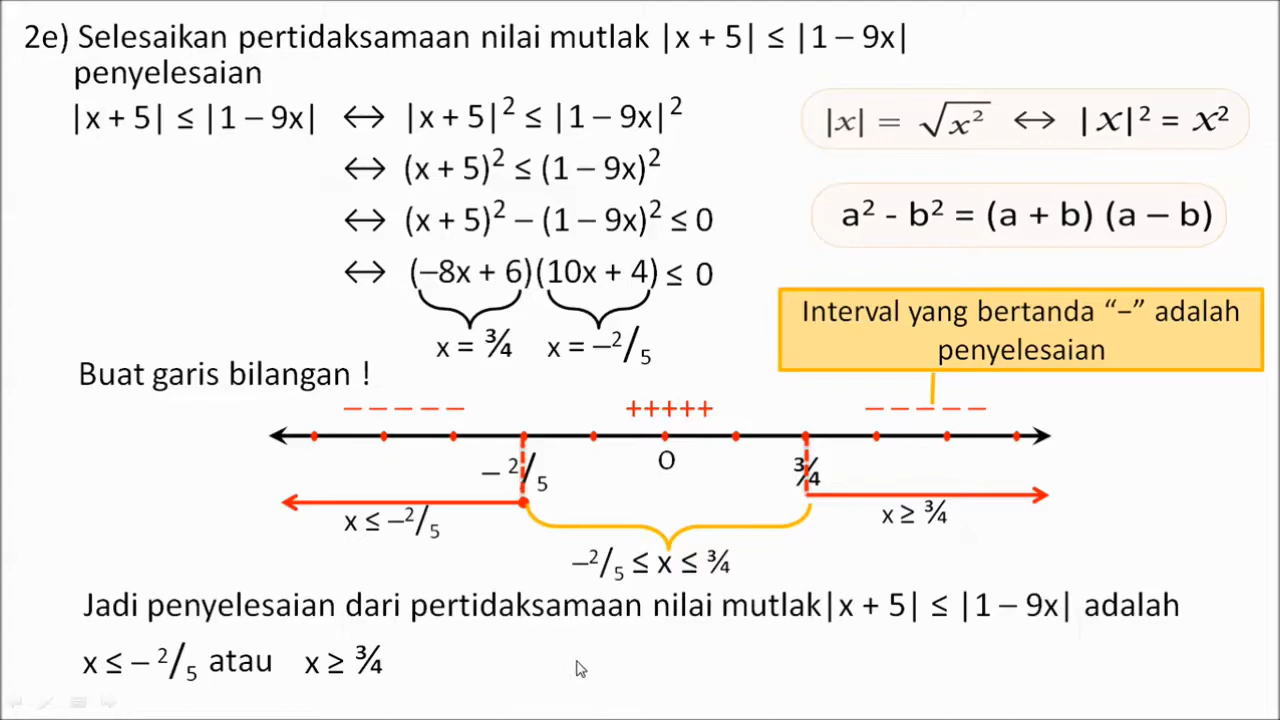 2e) Selesaikan pertidaksamaan nilai mutlak |x + 5| ≤ |1 – 9x|
penyelesaian
|x + 5| ≤ |1 – 9x| ↔ |x + 5|² ≤ |1 – 9x|²
|x| = √x² ↔ |x|² = x²
↔ (x + 5)² ≤ (1 – 9x)²
↔ (x + 5)² – (1 – 9x)² ≤ 0
a² - b² = (a + b) (a – b)
↔ (–8x + 6)(10x + 4) ≤ 0
x = ¾ x = –²/₅
Interval yang bertanda “–” adalah
penyelesaian
Buat garis bilangan !
– – – – – +++++ – – – – –
– ²/₅ 0 ¾
x ≤ –²/₅ x ≥ ¾
–²/₅ ≤ x ≤ ¾
Jadi penyelesaian dari pertidaksamaan nilai mutlak|x + 5| ≤ |1 – 9x| adalah
x ≤ – ²/₅ atau x ≥ ¾